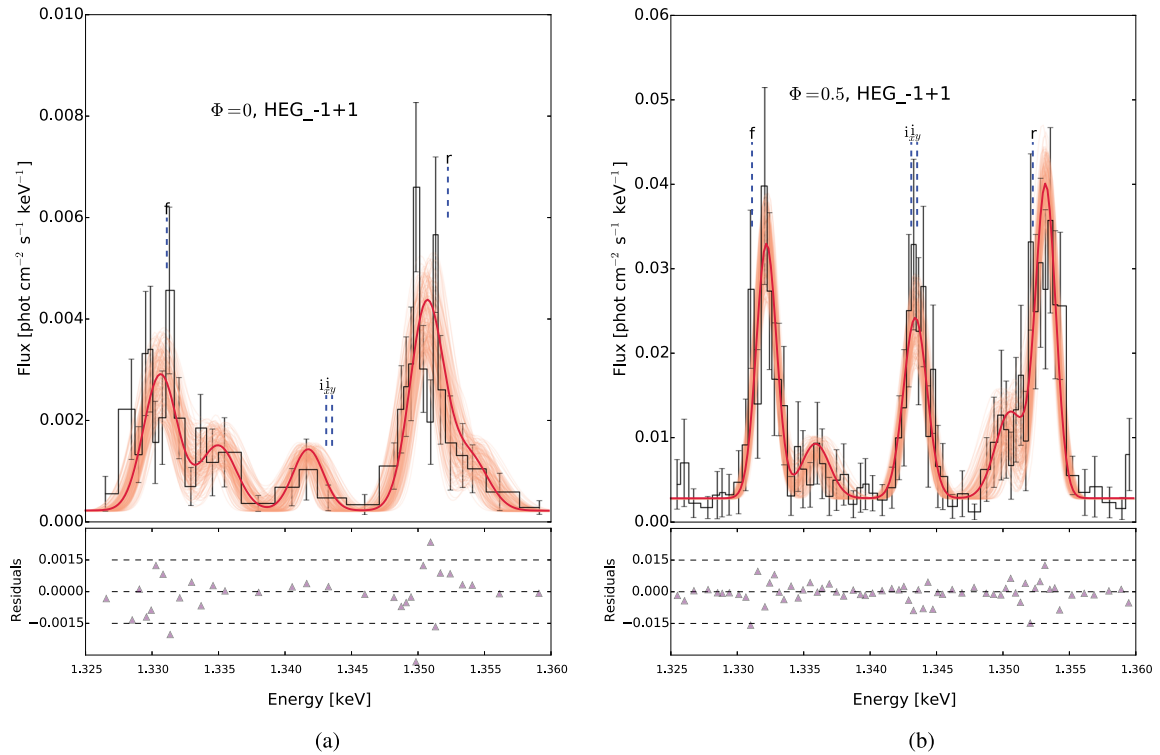 0.010
0.008
0.006
0.004
0.002
0.000
Flux [phot cm⁻² s⁻¹ keV⁻¹]
Φ=0, HEG_-1+1
f
i i xy
r
0.0015
0.0000
−0.0015
Residuals
1.325 1.330 1.335 1.340 1.345 1.350 1.355 1.360
Energy [keV]
(a)
0.06
0.05
0.04
0.03
0.02
0.01
0.00
Flux [phot cm⁻² s⁻¹ keV⁻¹]
Φ=0.5, HEG_-1+1
f
i i xy
r
0.015
0.000
−0.015
Residuals
1.325 1.330 1.335 1.340 1.345 1.350 1.355 1.360
Energy [keV]
(b)